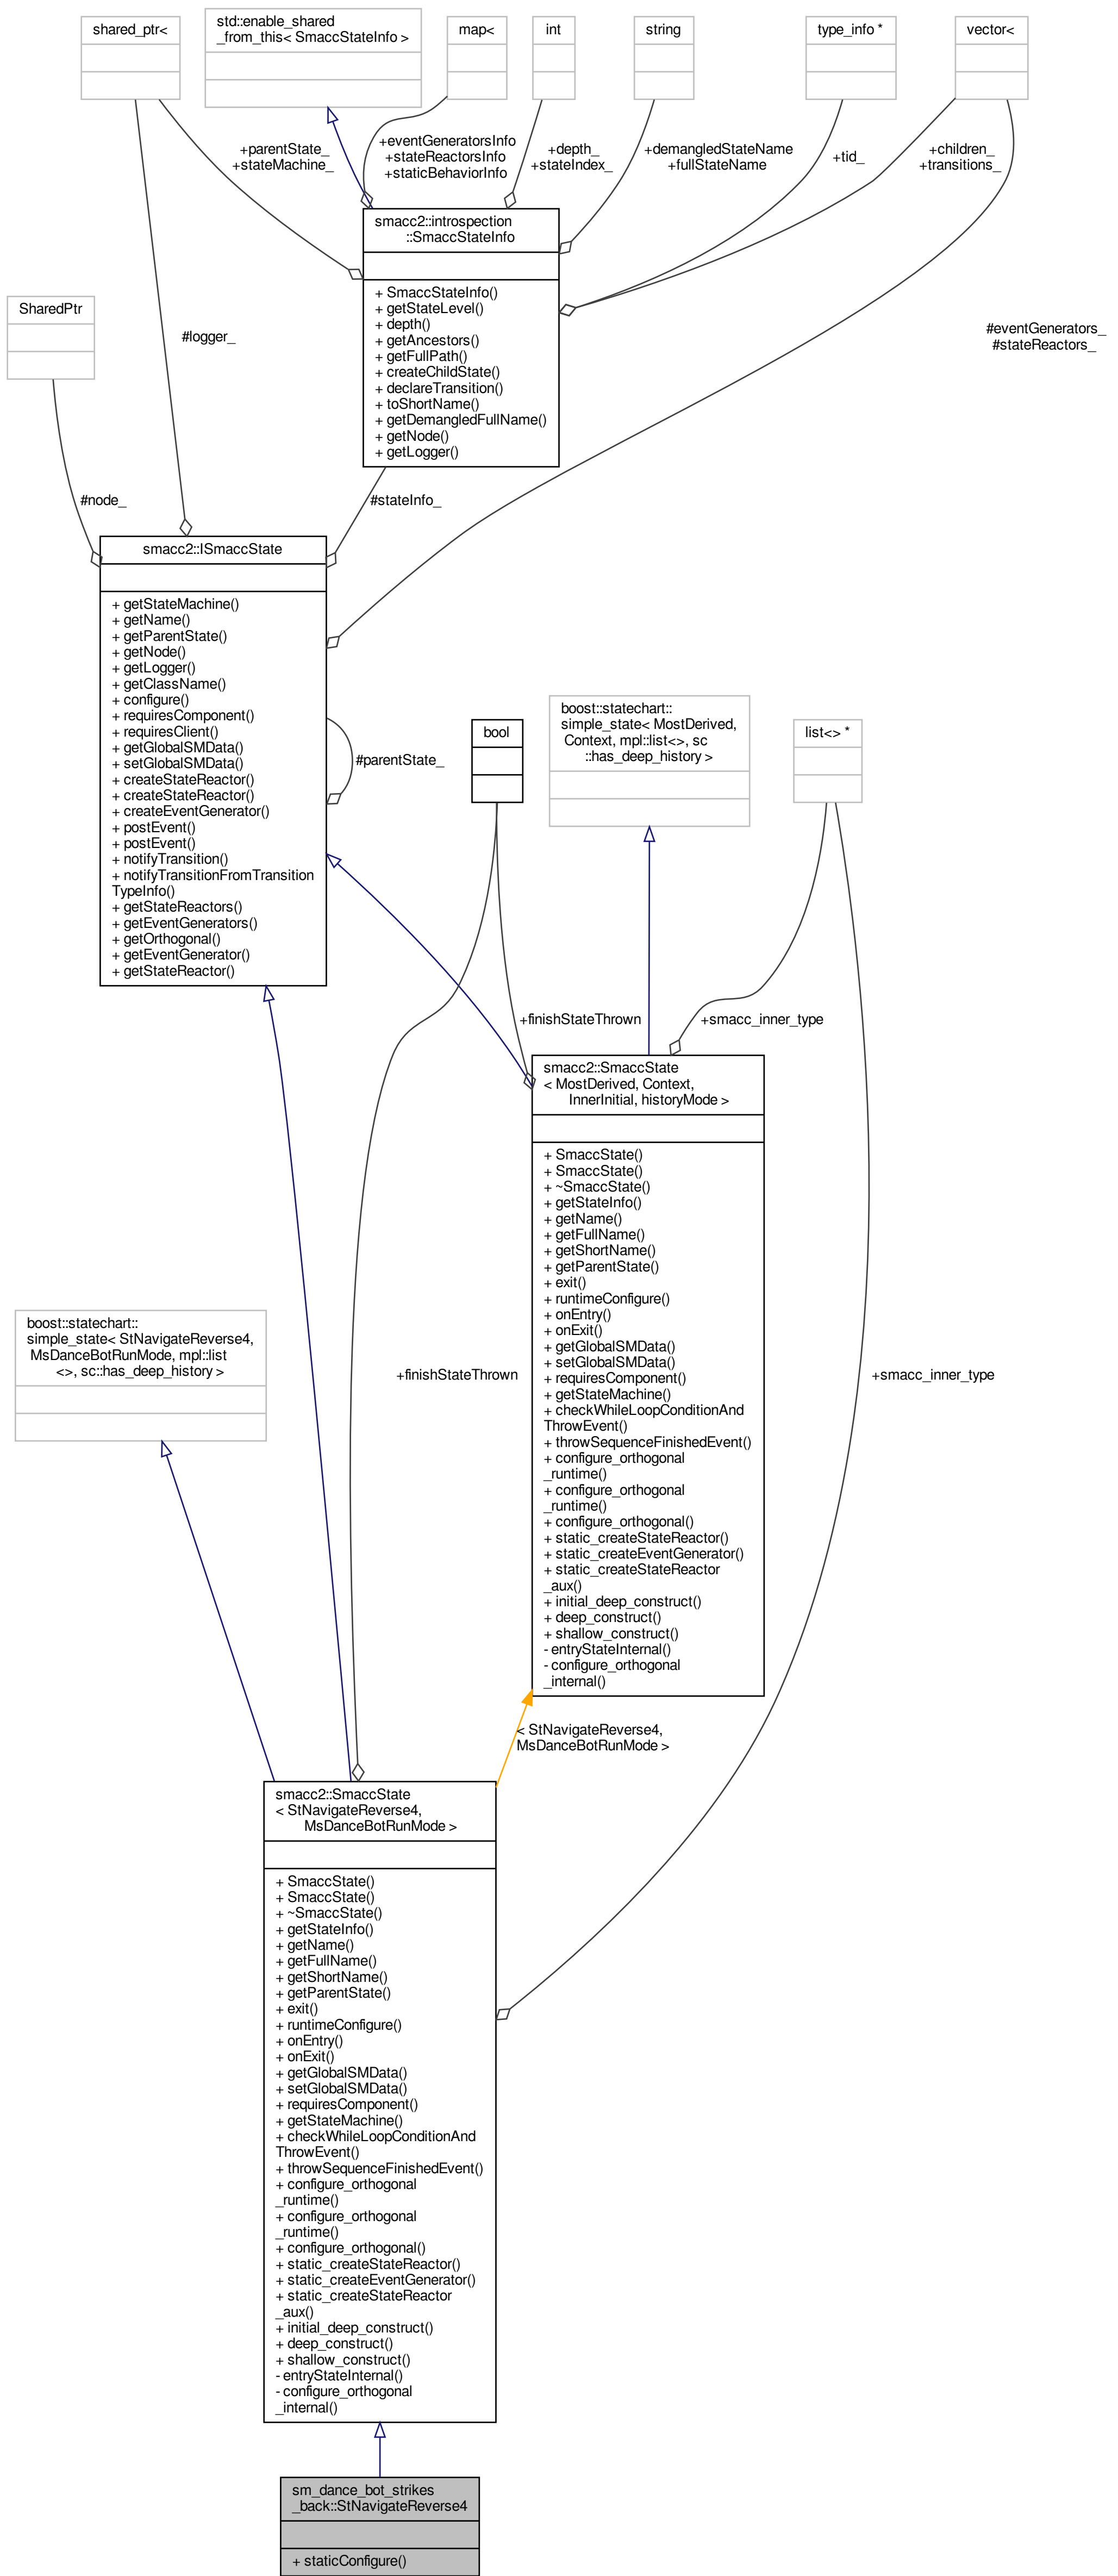 shared_ptr<
std::enable_shared
_from_this< SmaccStateInfo >
map<
int
string
type_info *
vector<
+parentState_
+stateMachine_
+eventGeneratorsInfo
+stateReactorsInfo
+staticBehaviorInfo
+depth_
+stateIndex_
+demangledStateName
+fullStateName
+tid_
+children_
+transitions_
smacc2::introspection
::SmaccStateInfo
+ SmaccStateInfo()
+ getStateLevel()
+ depth()
+ getAncestors()
+ getFullPath()
+ createChildState()
+ declareTransition()
+ toShortName()
+ getDemangledFullName()
+ getNode()
+ getLogger()
SharedPtr
#logger_
#eventGenerators_
#stateReactors_
#node_
#stateInfo_
smacc2::ISmaccState
+ getStateMachine()
+ getName()
+ getParentState()
+ getNode()
+ getLogger()
+ getClassName()
+ configure()
+ requiresComponent()
+ requiresClient()
+ getGlobalSMData()
+ setGlobalSMData()
+ createStateReactor()
+ createStateReactor()
+ createEventGenerator()
+ postEvent()
+ postEvent()
+ notifyTransition()
+ notifyTransitionFromTransition
TypeInfo()
+ getStateReactors()
+ getEventGenerators()
+ getOrthogonal()
+ getEventGenerator()
+ getStateReactor()
#parentState_
bool
boost::statechart::
simple_state< MostDerived,
Context, mpl::list<>, sc
::has_deep_history >
list<> *
+finishStateThrown
+smacc_inner_type
smacc2::SmaccState
< MostDerived, Context,
InnerInitial, historyMode >
+ SmaccState()
+ SmaccState()
+ ~SmaccState()
+ getStateInfo()
+ getName()
+ getFullName()
+ getShortName()
+ getParentState()
+ exit()
+ runtimeConfigure()
+ onEntry()
+ onExit()
+ getGlobalSMData()
+ setGlobalSMData()
+ requiresComponent()
+ getStateMachine()
+ checkWhileLoopConditionAnd
ThrowEvent()
+ throwSequenceFinishedEvent()
+ configure_orthogonal
_runtime()
+ configure_orthogonal
_runtime()
+ configure_orthogonal()
+ static_createStateReactor()
+ static_createEventGenerator()
+ static_createStateReactor
_aux()
+ initial_deep_construct()
+ deep_construct()
+ shallow_construct()
- entryStateInternal()
- configure_orthogonal
_internal()
boost::statechart::
simple_state< StNavigateReverse4,
MsDanceBotRunMode, mpl::list
<>, sc::has_deep_history >
+finishStateThrown
+smacc_inner_type
< StNavigateReverse4,
MsDanceBotRunMode >
smacc2::SmaccState
< StNavigateReverse4,
MsDanceBotRunMode >
+ SmaccState()
+ SmaccState()
+ ~SmaccState()
+ getStateInfo()
+ getName()
+ getFullName()
+ getShortName()
+ getParentState()
+ exit()
+ runtimeConfigure()
+ onEntry()
+ onExit()
+ getGlobalSMData()
+ setGlobalSMData()
+ requiresComponent()
+ getStateMachine()
+ checkWhileLoopConditionAnd
ThrowEvent()
+ throwSequenceFinishedEvent()
+ configure_orthogonal
_runtime()
+ configure_orthogonal
_runtime()
+ configure_orthogonal()
+ static_createStateReactor()
+ static_createEventGenerator()
+ static_createStateReactor
_aux()
+ initial_deep_construct()
+ deep_construct()
+ shallow_construct()
- entryStateInternal()
- configure_orthogonal
_internal()
sm_dance_bot_strikes
_back::StNavigateReverse4
+ staticConfigure()